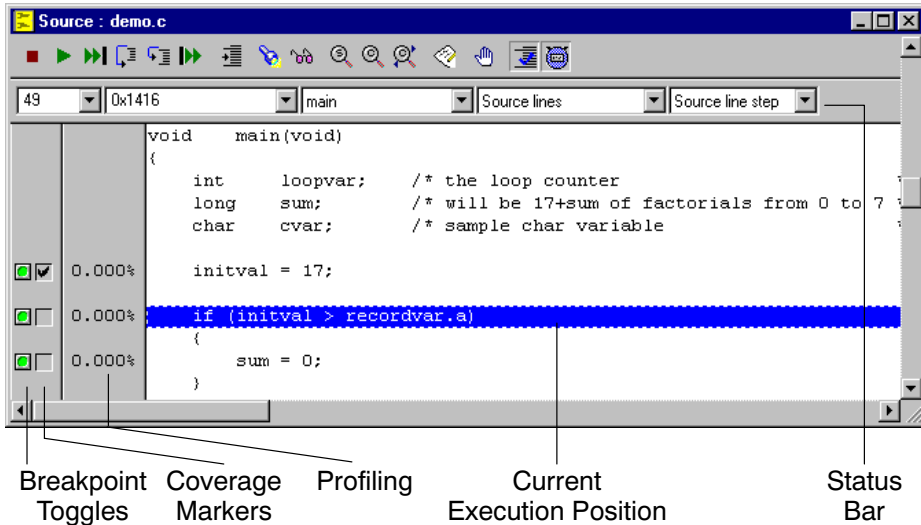 Source : demo.c
49 0x1416 main Source lines Source line step
void main(void)
{
int loopvar; /* the loop counter
long sum; /* will be 17+sum of factorials from 0 to 7
char cvar; /* sample char variable
0.000% initval = 17;
0.000% if (initval > recordvar.a)
{
0.000% sum = 0;
}
Breakpoint Toggles
Coverage Markers
Profiling
Current Execution Position
Status Bar